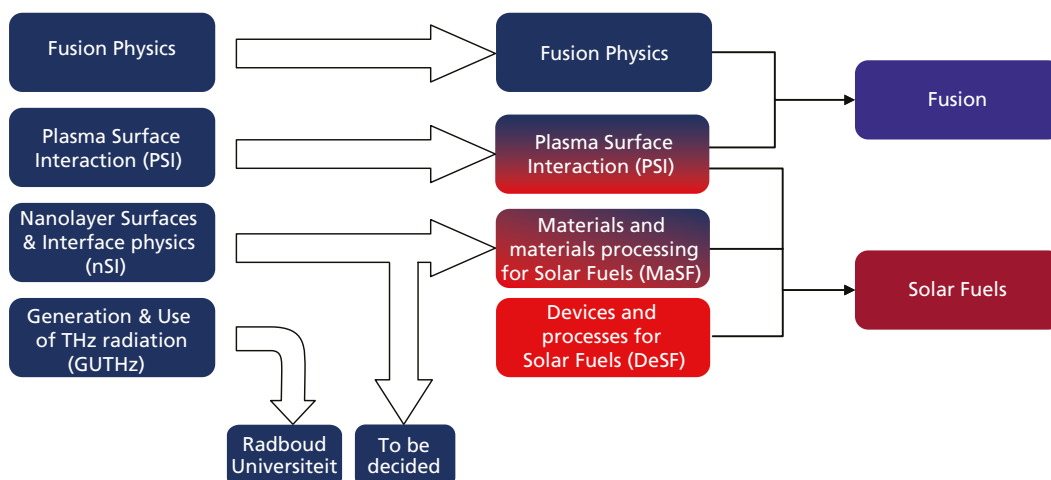 Fusion Physics
Plasma Surface
Interaction (PSI)
Nanolayer Surfaces
& Interface physics
(nSI)
Generation & Use
of THz radiation
(GUTHz)
Radboud
Universiteit
To be
decided
Fusion Physics
Plasma Surface
Interaction (PSI)
Materials and
materials processing
for Solar Fuels (MaSF)
Devices and
processes for
Solar Fuels (DeSF)
Fusion
Solar Fuels